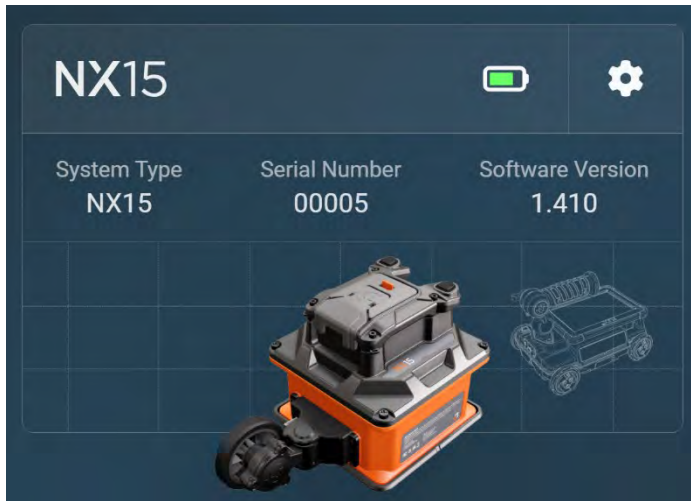 NX15
System Type
NX15
Serial Number
00005
Software Version
1.410